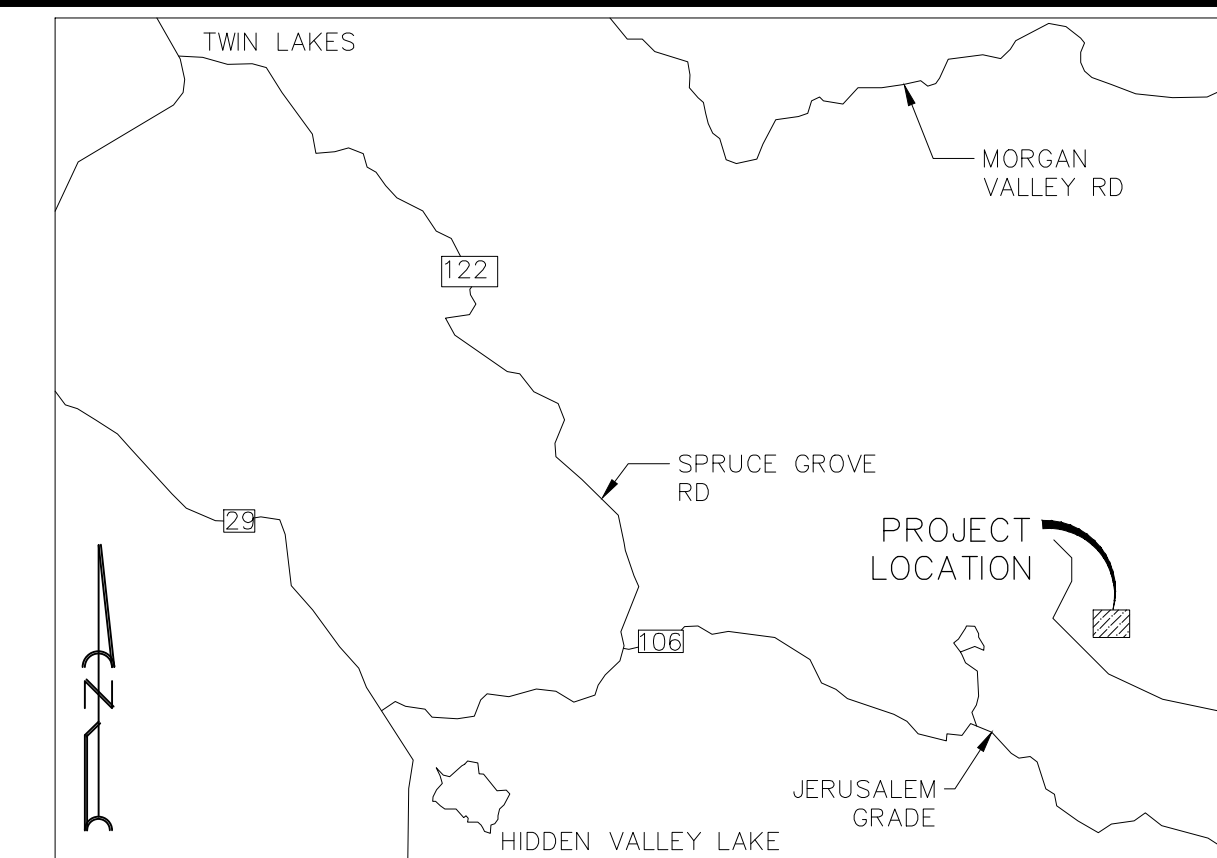 TWIN LAKES
MORGAN
VALLEY RD
122
SPRUCE GROVE
RD
29
PROJECT
LOCATION
106
N
JERUSALEM
GRADE
HIDDEN VALLEY LAKE